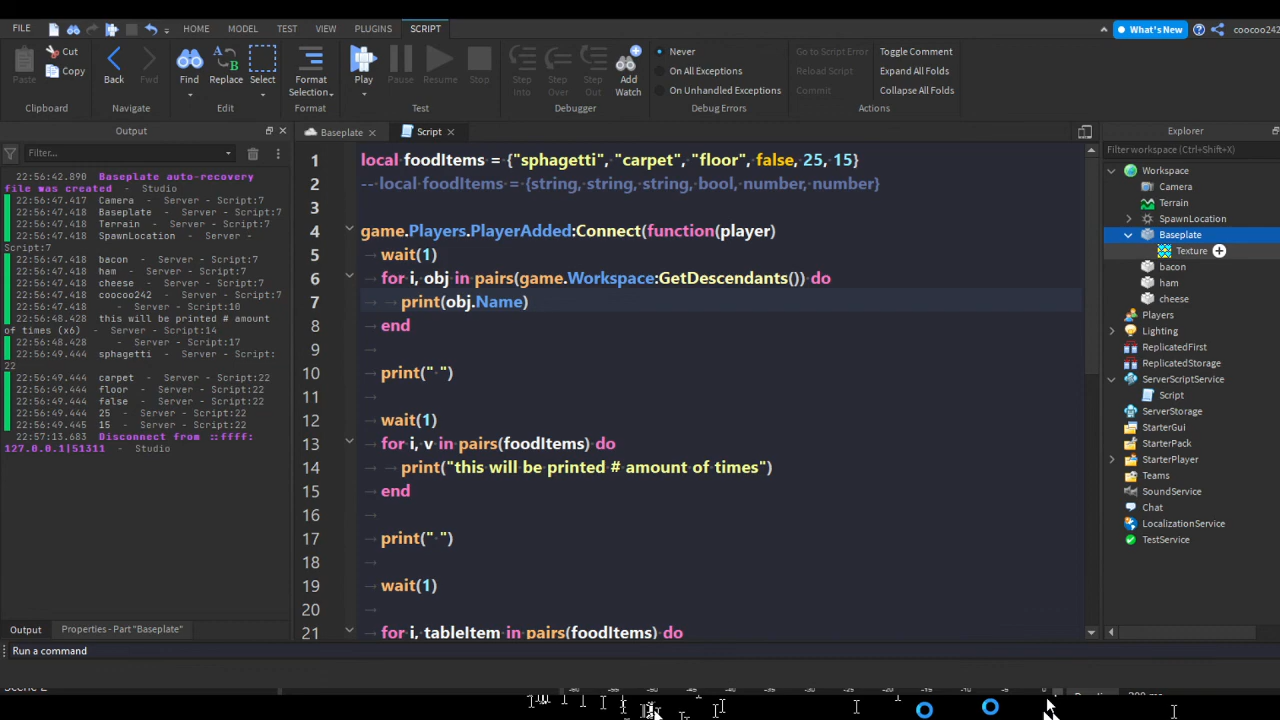 FILE HOME MODEL TEST VIEW PLUGINS SCRIPT What's New coocoo242
Paste Cut Copy Back Fwd Find Replace Select Format Selection Play Pause Resume Stop Step Into Step Over Step Out Add Watch
Never
On All Exceptions
On Unhandled Exceptions
Go to Script Error
Reload Script
Commit
Toggle Comment
Expand All Folds
Collapse All Folds
Clipboard Navigate Edit Format Test Debugger Debug Errors Actions
Output
Filter...
22:56:42.890 Baseplate auto-recovery
file was created - Studio
22:56:47.417 Camera - Server - Script:7
22:56:47.418 Baseplate - Server - Script:7
22:56:47.418 Terrain - Server - Script:7
22:56:47.418 SpawnLocation - Server -
Script:7
22:56:47.418 bacon - Server - Script:7
22:56:47.418 ham - Server - Script:7
22:56:47.418 cheese - Server - Script:7
22:56:47.418 coocoo242 - Server - Script:7
22:56:47.418 - Server - Script:10
22:56:48.428 this will be printed # amount
of times (x6) - Server - Script:14
22:56:48.428 - Server - Script:17
22:56:49.444 sphagetti - Server - Script:
22
22:56:49.444 carpet - Server - Script:22
22:56:49.444 floor - Server - Script:22
22:56:49.444 false - Server - Script:22
22:56:49.444 25 - Server - Script:22
22:56:49.445 15 - Server - Script:22
22:57:13.683 Disconnect from ::ffff:
127.0.0.1|51311 - Studio
Output Properties - Part "Baseplate"
Baseplate Script
1 local foodItems = {"sphagetti", "carpet", "floor", false, 25, 15}
2 -- local foodItems = {string, string, string, bool, number, number}
3
4 game.Players.PlayerAdded:Connect(function(player)
5 wait(1)
6 for i, obj in pairs(game.Workspace:GetDescendants()) do
7 print(obj.Name)
8 end
9
10 print(" ")
11
12 wait(1)
13 for i, v in pairs(foodItems) do
14 print("this will be printed # amount of times")
15 end
16
17 print(" ")
18
19 wait(1)
20
21 for i, tableItem in pairs(foodItems) do
Explorer
Filter workspace (Ctrl+Shift+X)
Workspace
Camera
Terrain
SpawnLocation
Baseplate
Texture
bacon
ham
cheese
Players
Lighting
ReplicatedFirst
ReplicatedStorage
ServerScriptService
Script
ServerStorage
StarterGui
StarterPack
StarterPlayer
Teams
SoundService
Chat
LocalizationService
TestService
Run a command